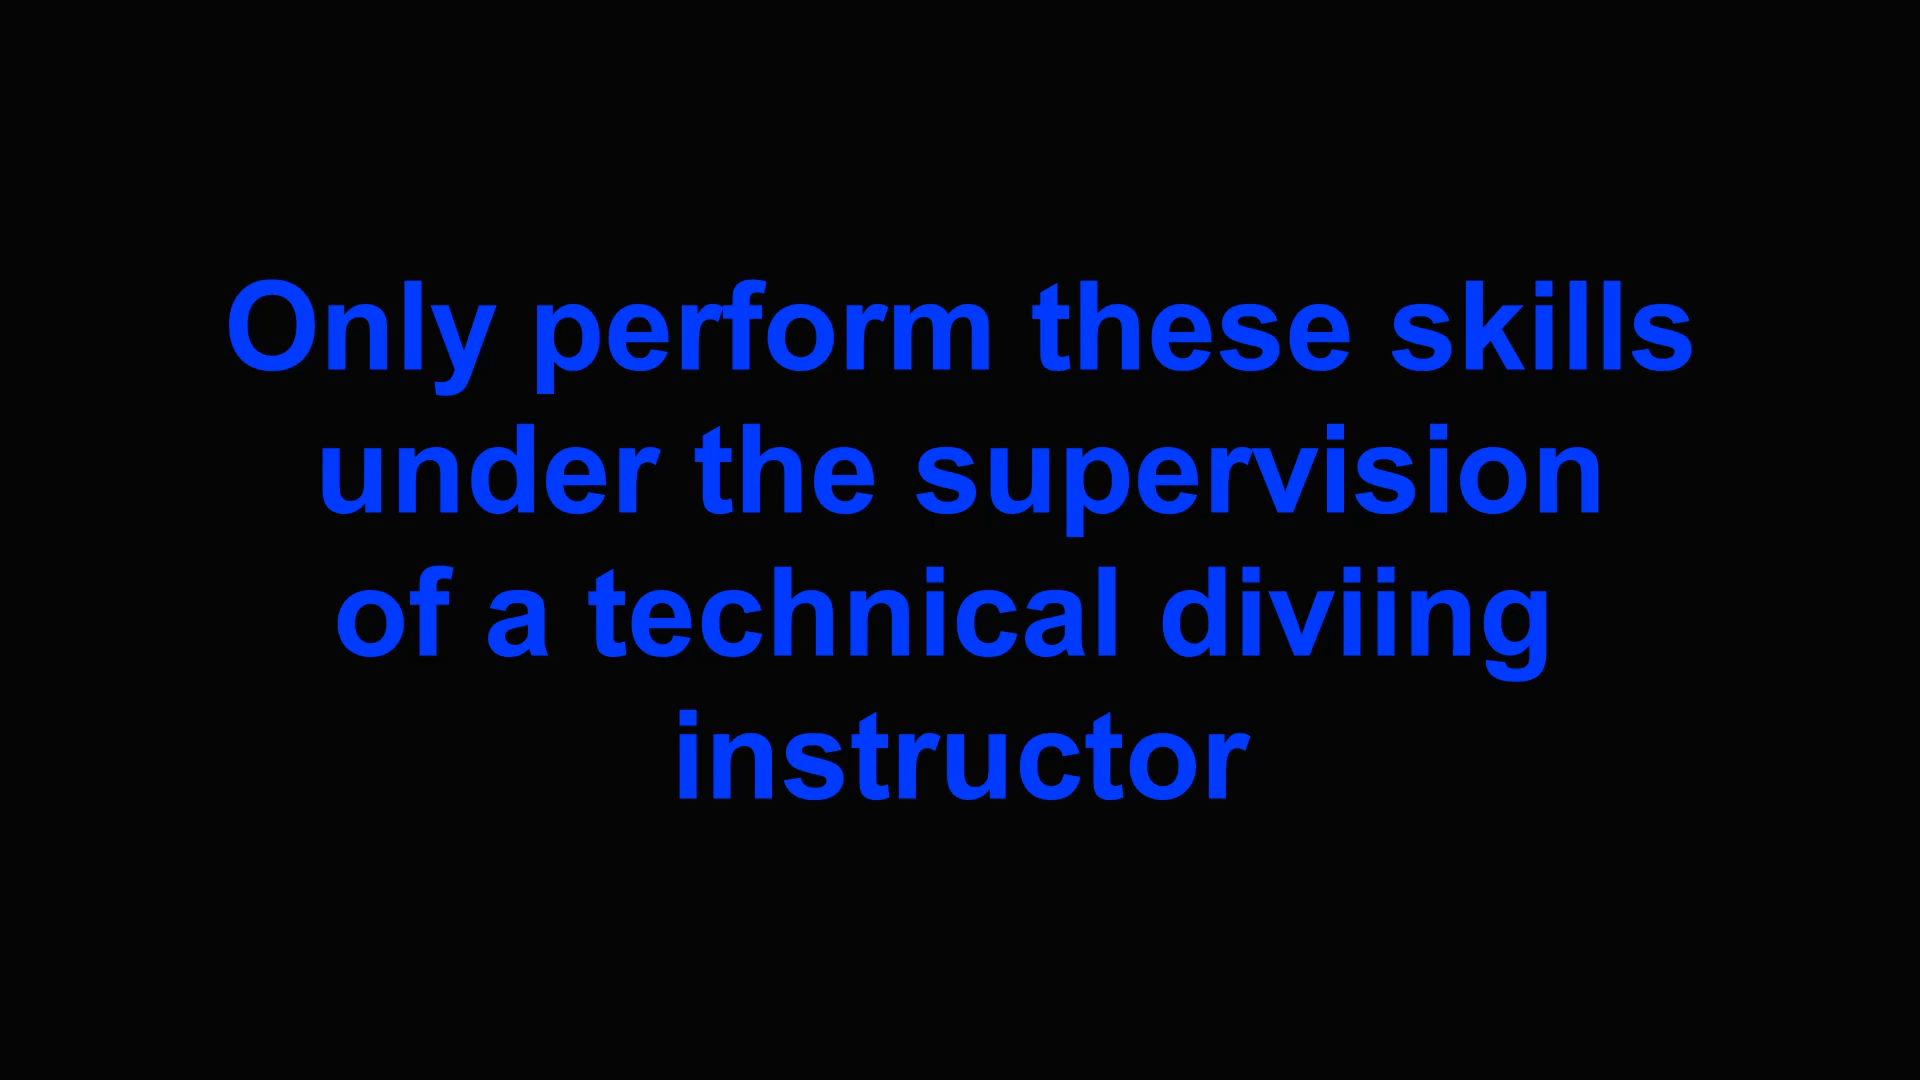 Only perform these skills
under the supervision
of a technical diviing
instructor